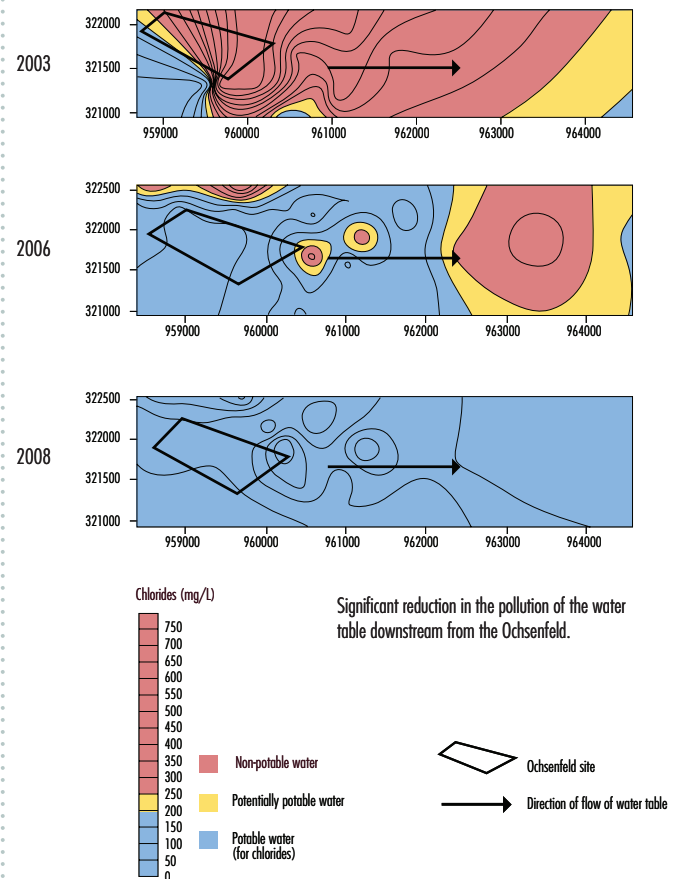 2003
322000
321500
321000
959000 960000 961000 962000 963000 964000
2006
322500
322000
321500
321000
959000 960000 961000 962000 963000 964000
2008
322500
322000
321500
321000
959000 960000 961000 962000 963000 964000
Chlorides (mg/L)
750
700
650
600
550
500
450
400
350
300
250
200
150
100
50
0
Non-potable water
Potentially potable water
Potable water
(for chlorides)
Significant reduction in the pollution of the water
table downstream from the Ochsenfeld.
Ochsenfeld site
Direction of flow of water table